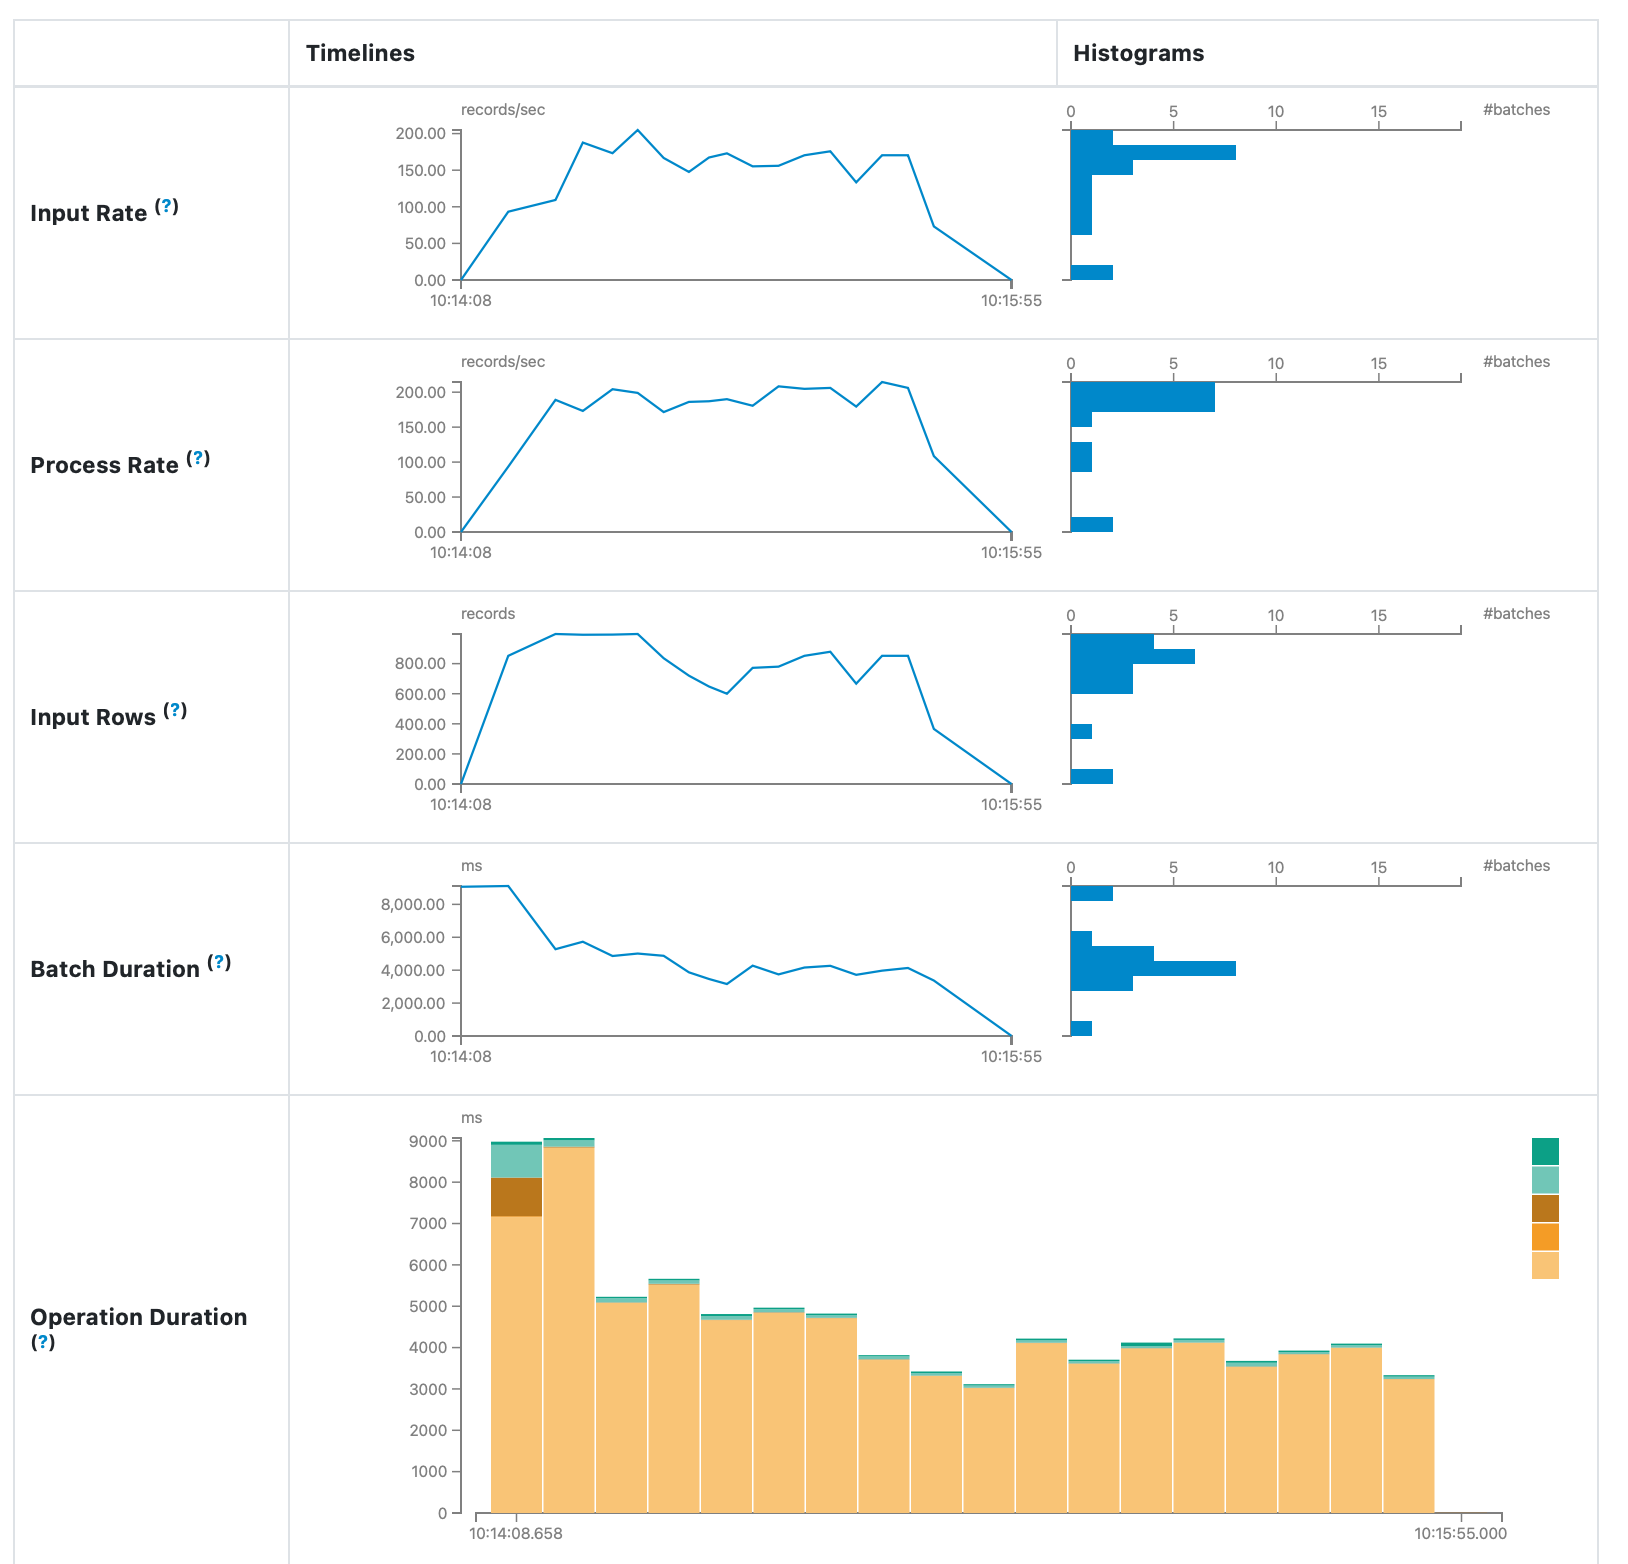 Timelines
Histograms
Input Rate (?)
records/sec
200.00
150.00
100.00
50.00
0.00
10:14:08
10:15:55
0 5 10 15 #batches
Process Rate (?)
records/sec
200.00
150.00
100.00
50.00
0.00
10:14:08
10:15:55
0 5 10 15 #batches
Input Rows (?)
records
800.00
600.00
400.00
200.00
0.00
10:14:08
10:15:55
0 5 10 15 #batches
Batch Duration (?)
ms
8,000.00
6,000.00
4,000.00
2,000.00
0.00
10:14:08
10:15:55
0 5 10 15 #batches
Operation Duration
(?)
ms
9000
8000
7000
6000
5000
4000
3000
2000
1000
0
10:14:08.658
10:15:55.000